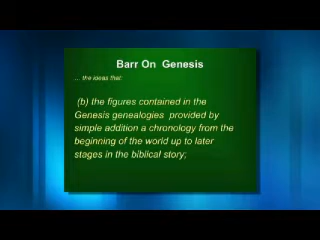 Barr On Genesis
... the ideas that:
(b) the figures contained in the
Genesis genealogies provided by
simple addition a chronology from the
beginning of the world up to later
stages in the biblical story;